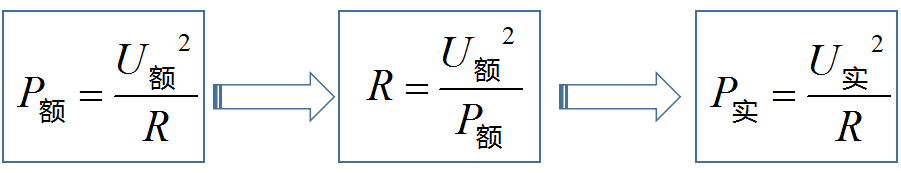 P额 = U额² / R
R = U额² / P额
P实 = U实² / R